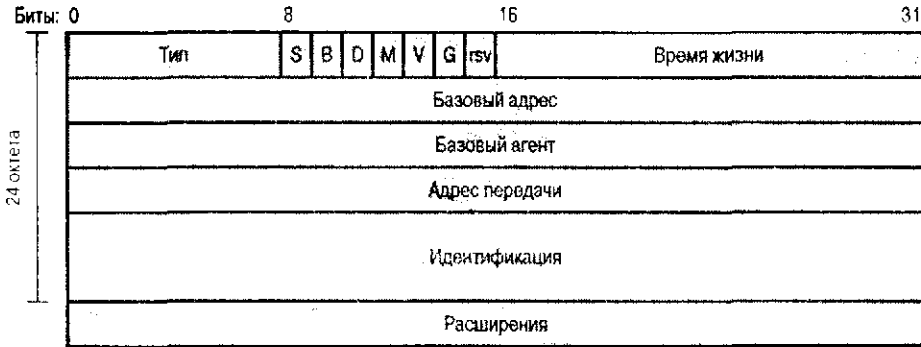 Биты: 0 8 16 31
Тип S B D M V G rsv Время жизни
Базовый адрес
Базовый агент
Адрес передачи
24 октета
Идентификация
Расширения